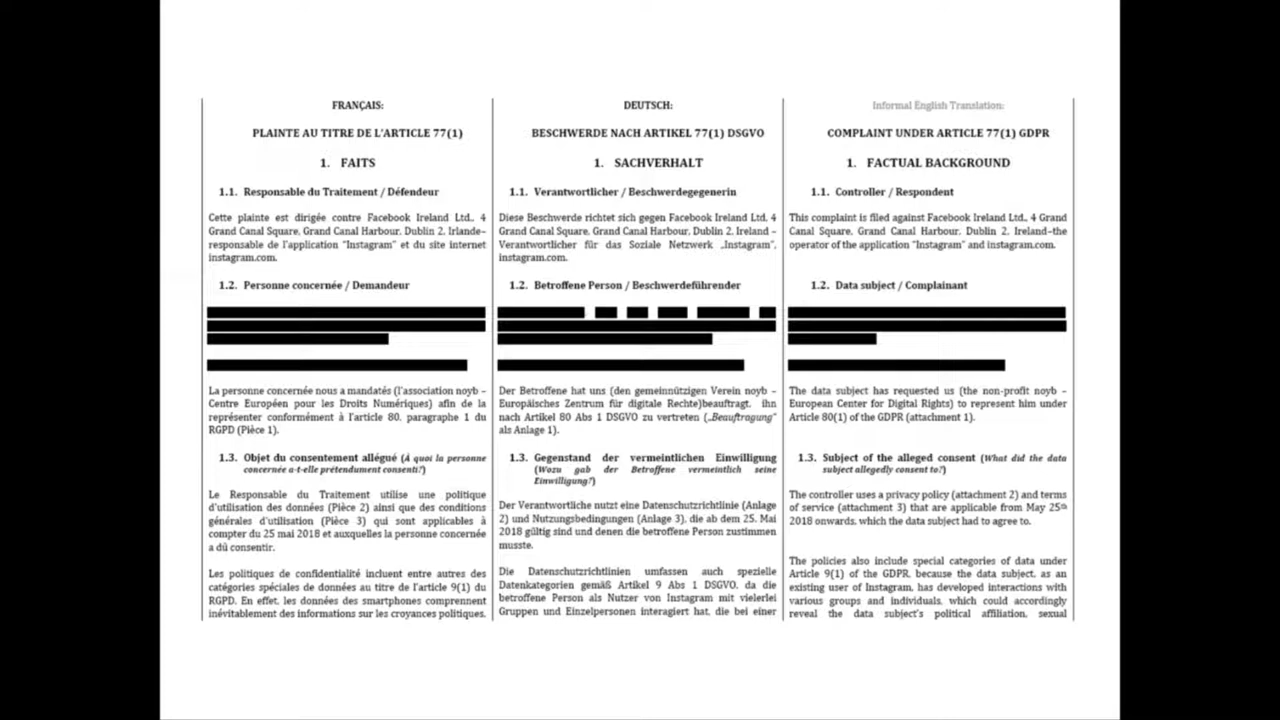 FRANÇAIS:
PLAINTE AU TITRE DE L'ARTICLE 77(1)
1. FAITS
1.1. Responsable du Traitement / Défendeur
Cette plainte est dirigée contre Facebook Ireland Ltd., 4
Grand Canal Square, Grand Canal Harbour, Dublin 2, Irlande–
responsable de l'application "Instagram" et du site internet
instagram.com.
1.2. Personne concernée / Demandeur
La personne concernée nous a mandatés (l'association noyb –
Centre Européen pour les Droits Numériques) afin de la
représenter conformément à l'article 80, paragraphe 1 du
RGPD (Pièce 1).
1.3. Objet du consentement allégué (À quoi la personne
concernée a-t-elle prétendument consenti?)
Le Responsable du Traitement utilise une politique
d'utilisation des données (Pièce 2) ainsi que des conditions
générales d'utilisation (Pièce 3) qui sont applicables à
compter du 25 mai 2018 et auxquelles la personne concernée
a dû consentir.
Les politiques de confidentialité incluent entre autres des
catégories spéciales de données au titre de l'article 9(1) du
RGPD. En effet, les données des smartphones comprennent
inévitablement des informations sur les croyances politiques,
DEUTSCH:
BESCHWERDE NACH ARTIKEL 77(1) DSGVO
1. SACHVERHALT
1.1. Verantwortlicher / Beschwerdegegenerin
Diese Beschwerde richtet sich gegen Facebook Ireland Ltd, 4
Grand Canal Square, Grand Canal Harbour, Dublin 2, Ireland –
Verantwortlicher für das Soziale Netzwerk „Instagram",
instagram.com.
1.2. Betroffene Person / Beschwerdeführender
Der Betroffene hat uns (den gemeinnützigen Verein noyb –
Europäisches Zentrum für digitale Rechte)beauftragt, ihn
nach Artikel 80 Abs 1 DSGVO zu vertreten („Beauftragung"
als Anlage 1).
1.3. Gegenstand der vermeintlichen Einwilligung
(Wozu gab der Betroffene vermeintlich seine
Einwilligung?)
Der Verantwortliche nutzt eine Datenschutzrichtlinie (Anlage
2) und Nutzungsbedingungen (Anlage 3), die ab dem 25. Mai
2018 gültig sind und denen die betroffene Person zustimmen
musste.
Die Datenschutzrichtlinien umfassen auch spezielle
Datenkategorien gemäß Artikel 9 Abs 1 DSGVO, da die
betroffene Person als Nutzer von Instagram mit vielerlei
Gruppen und Einzelpersonen interagiert hat, die bei einer
Informal English Translation:
COMPLAINT UNDER ARTICLE 77(1) GDPR
1. FACTUAL BACKGROUND
1.1. Controller / Respondent
This complaint is filed against Facebook Ireland Ltd., 4 Grand
Canal Square, Grand Canal Harbour, Dublin 2, Ireland–the
operator of the application "Instagram" and instagram.com.
1.2. Data subject / Complainant
The data subject has requested us (the non-profit noyb –
European Center for Digital Rights) to represent him under
Article 80(1) of the GDPR (attachment 1).
1.3. Subject of the alleged consent (What did the data
subject allegedly consent to?)
The controller uses a privacy policy (attachment 2) and terms
of service (attachment 3) that are applicable from May 25th
2018 onwards, which the data subject had to agree to.
The policies also include special categories of data under
Article 9(1) of the GDPR, because the data subject, as an
existing user of Instagram, has developed interactions with
various groups and individuals, which could accordingly
reveal the data subject's political affiliation, sexual